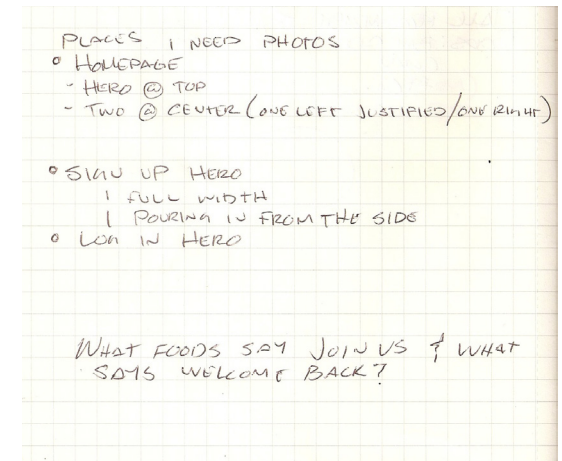 PLACES I NEED PHOTOS
° HOMEPAGE
- HERO @ TOP
- TWO @ CENTER (ONE LEFT JUSTIFIED/ONE RIGHT)
° SIGN UP HERO
1 FULL WIDTH
1 POURING IN FROM THE SIDE
° LOG IN HERO
WHAT FOODS SAY JOIN US & WHAT
SAYS WELCOME BACK?